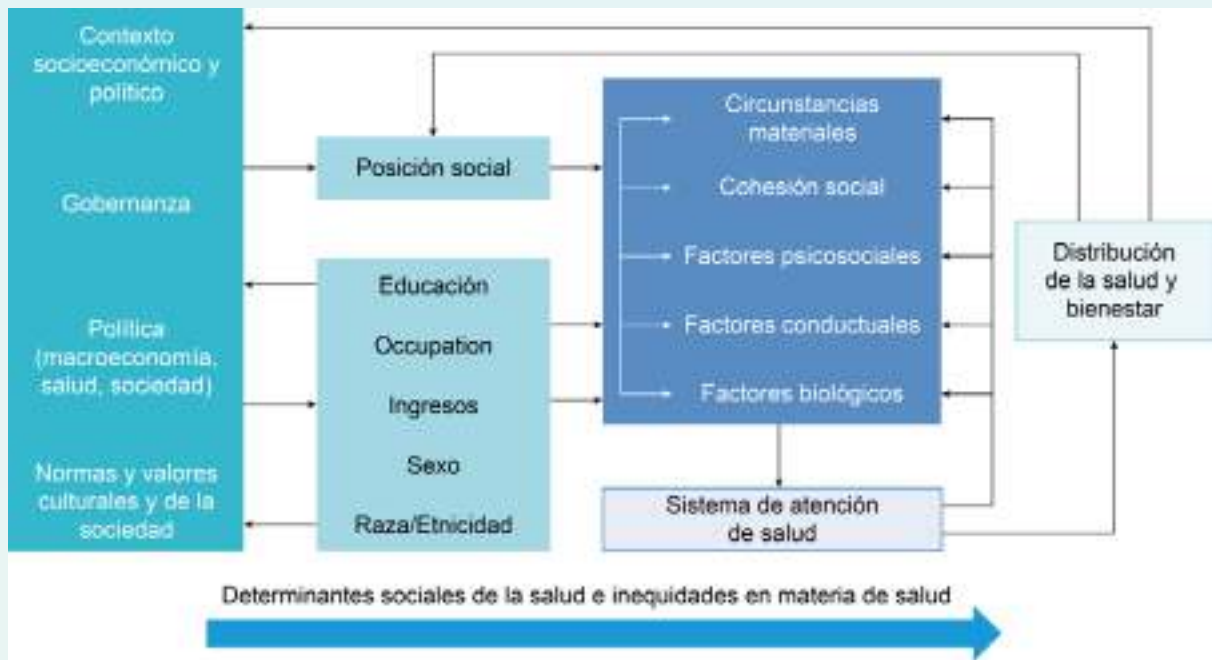 Contexto
socioeconómico y
político
Gobernanza
Política
(macroeconomía,
salud, sociedad)
Normas y valores
culturales y de la
sociedad
Posición social
Educación
Occupation
Ingresos
Sexo
Raza/Etnicidad
Circunstancias
materiales
Cohesión social
Factores psicosociales
Factores conductuales
Factores biológicos
Sistema de atención
de salud
Distribución
de la salud y
bienestar
Determinantes sociales de la salud e inequidades en materia de salud